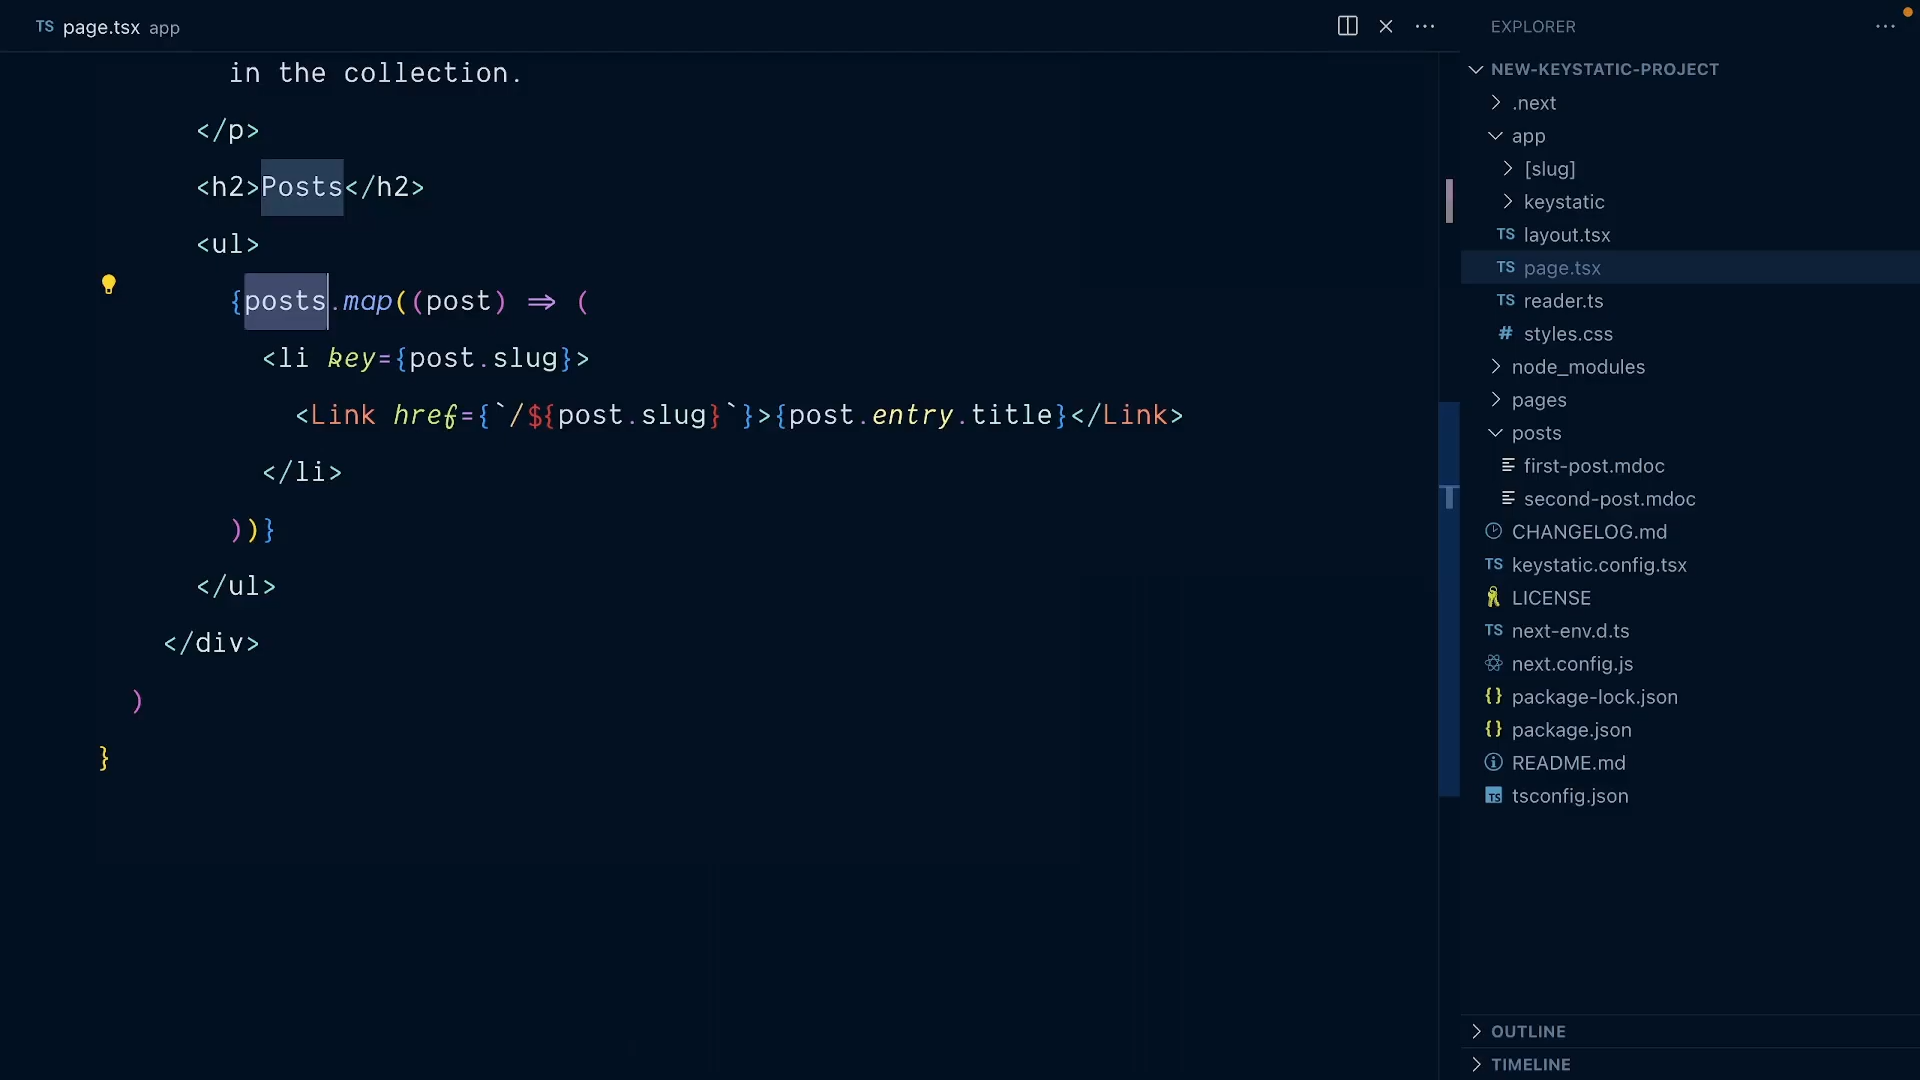 TS page.tsx app
in the collection.
</p>
<h2>Posts</h2>
<ul>
{posts.map((post) => (
<li key={post.slug}>
<Link href={`/${post.slug}`}>{post.entry.title}</Link>
</li>
))}
</ul>
</div>
)
}
EXPLORER
NEW-KEYSTATIC-PROJECT
.next
app
[slug]
keystatic
TS layout.tsx
TS page.tsx
TS reader.ts
# styles.css
node_modules
pages
posts
first-post.mdoc
second-post.mdoc
CHANGELOG.md
TS keystatic.config.tsx
LICENSE
TS next-env.d.ts
next.config.js
{} package-lock.json
{} package.json
README.md
TS tsconfig.json
OUTLINE
TIMELINE